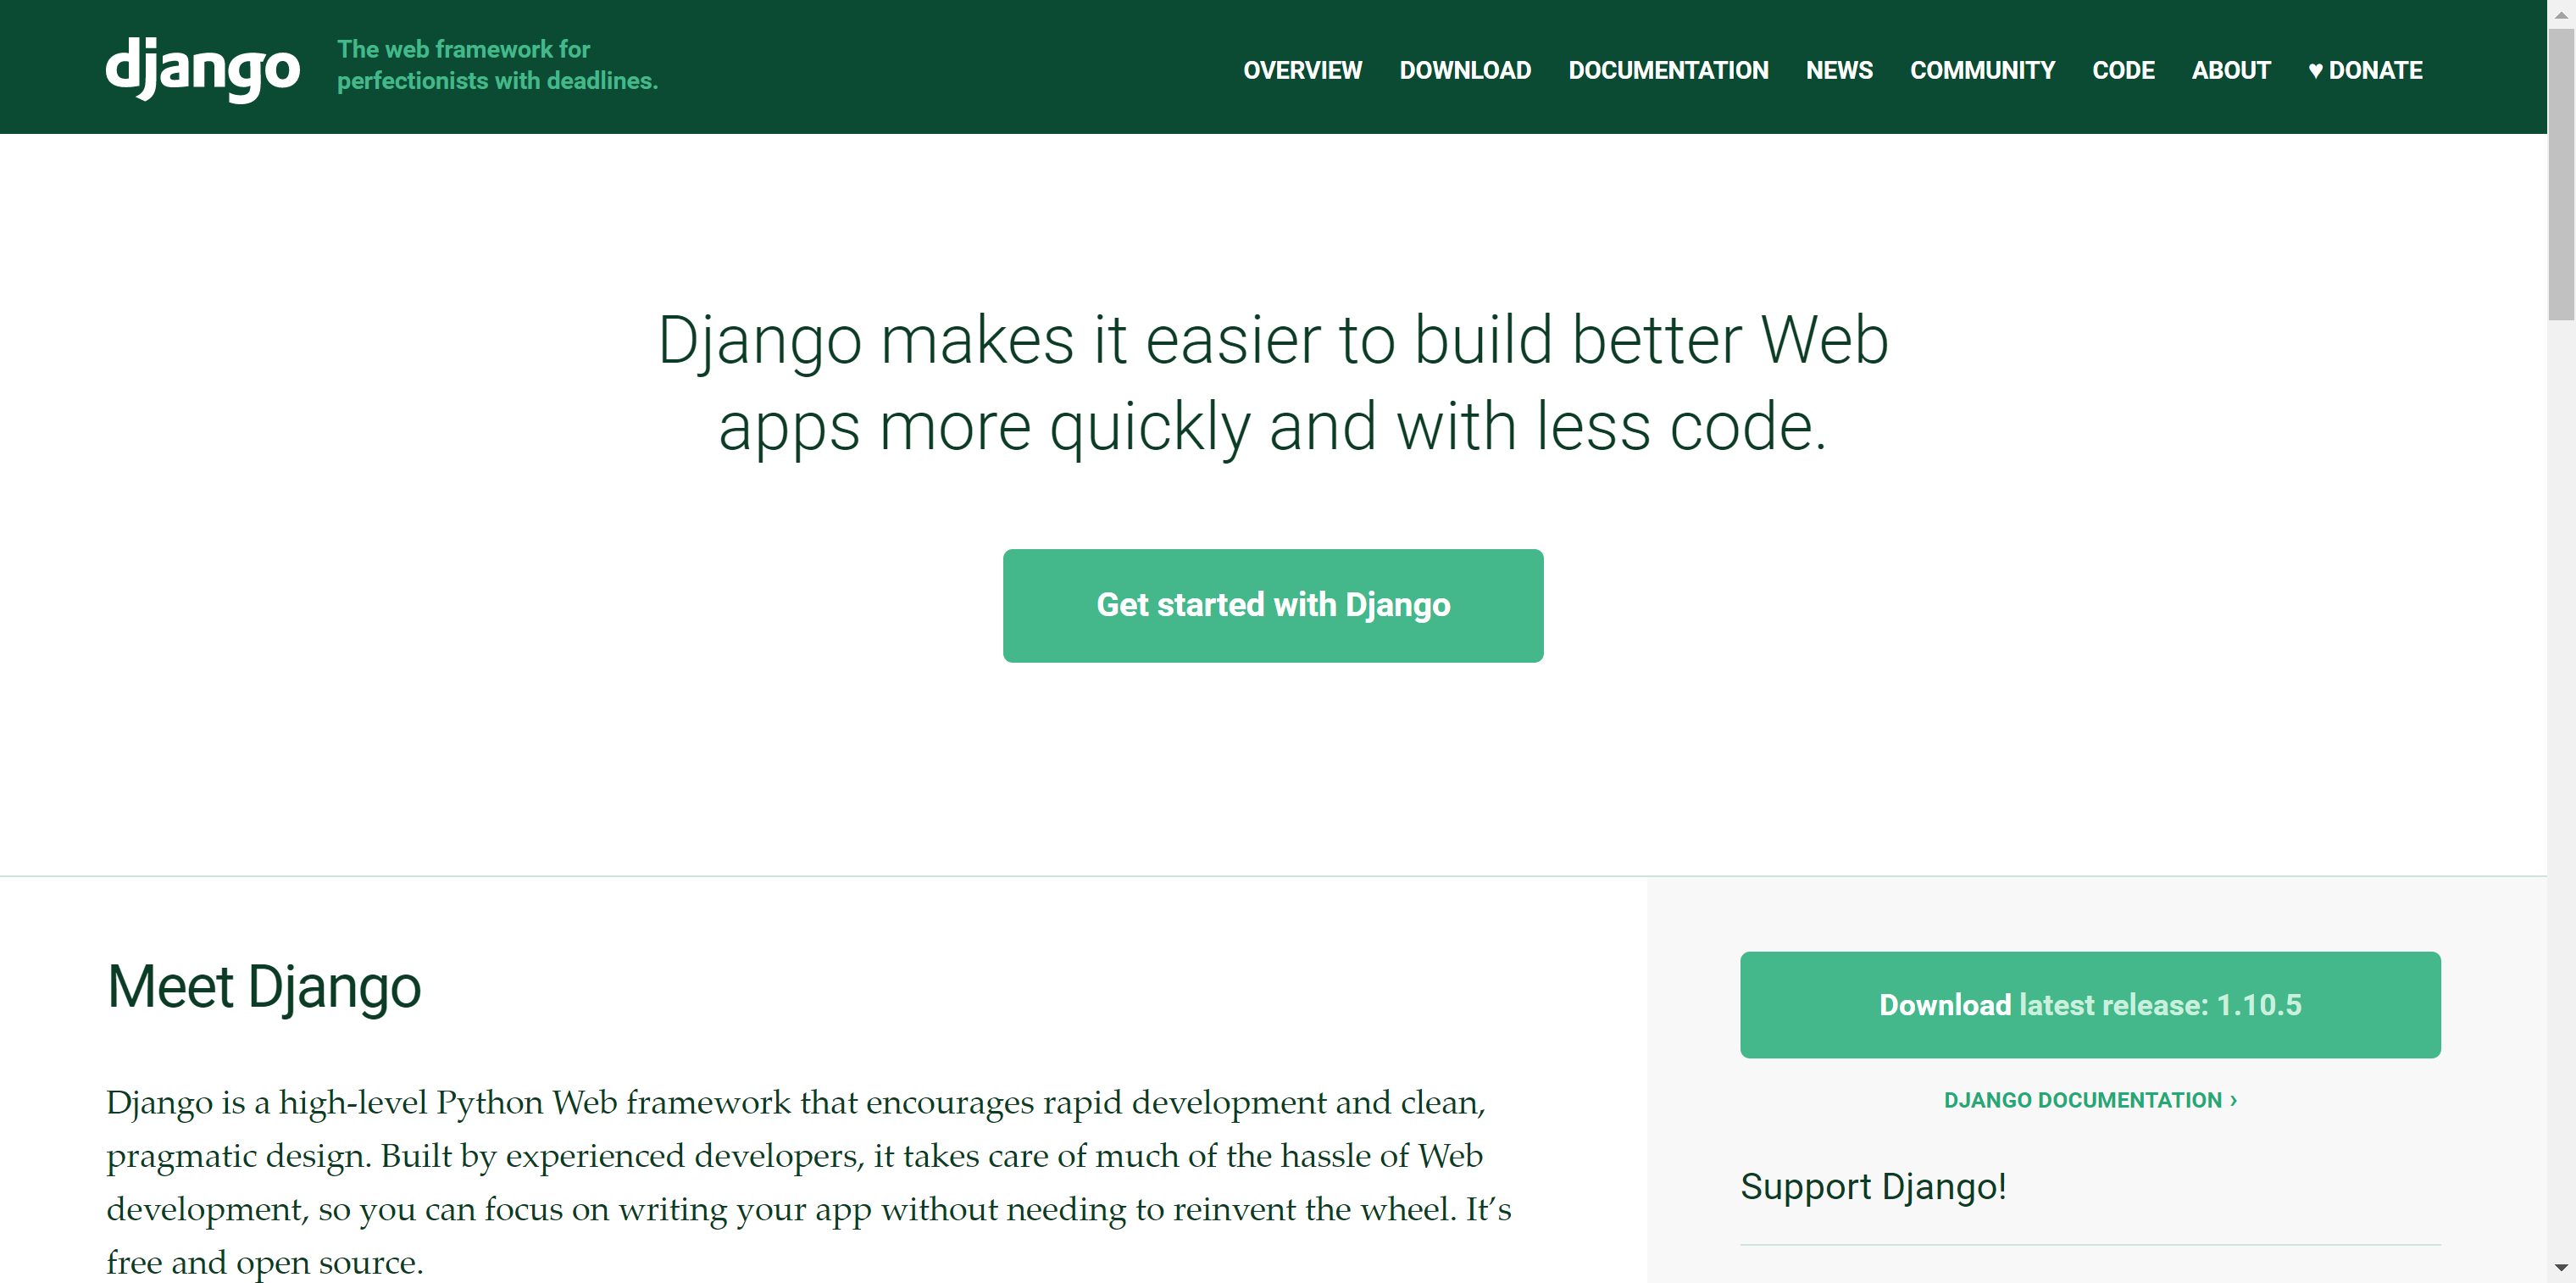 django
The web framework for
perfectionists with deadlines.
OVERVIEW DOWNLOAD DOCUMENTATION NEWS COMMUNITY CODE ABOUT ♥ DONATE
Django makes it easier to build better Web
apps more quickly and with less code.
Get started with Django
Meet Django
Django is a high-level Python Web framework that encourages rapid development and clean,
pragmatic design. Built by experienced developers, it takes care of much of the hassle of Web
development, so you can focus on writing your app without needing to reinvent the wheel. It’s
free and open source.
Download latest release: 1.10.5
DJANGO DOCUMENTATION ›
Support Django!